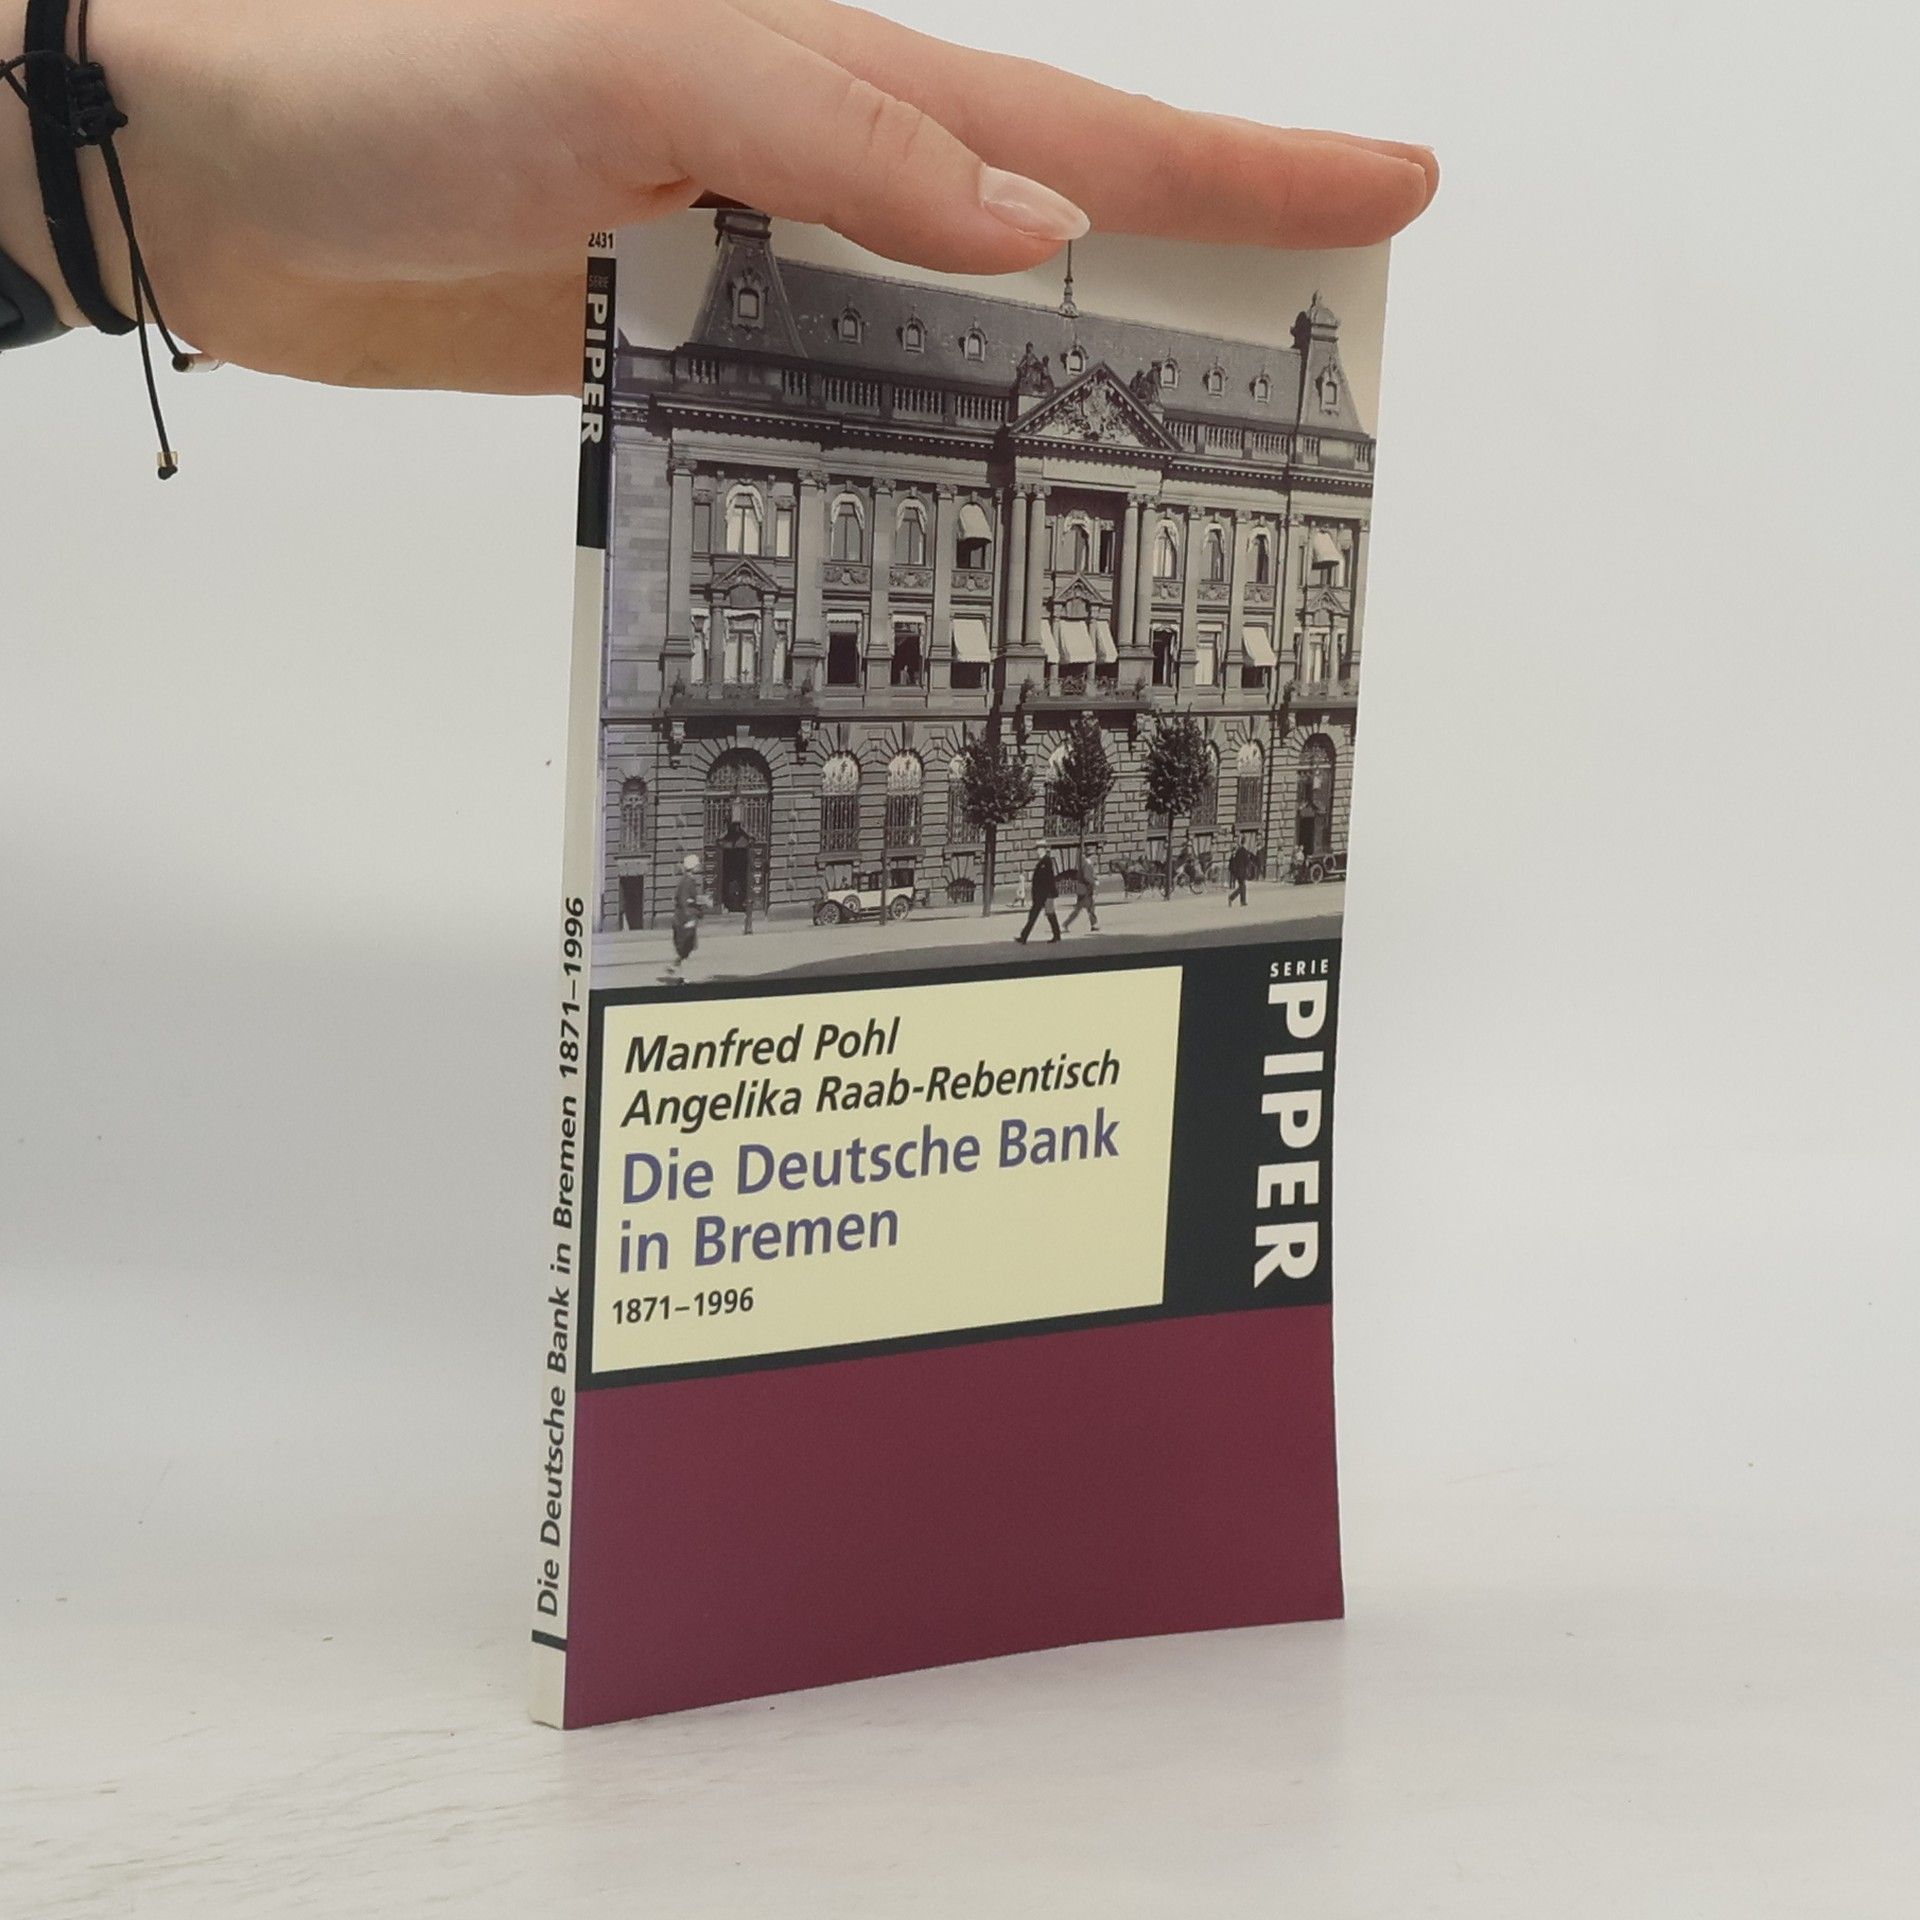 2431
SERIE
PIPER
Die Deutsche Bank in Bremen 1871–1996
Manfred Pohl
Angelika Raab-Rebentisch
Die Deutsche Bank
in Bremen
1871–1996
SERIE
PIPER